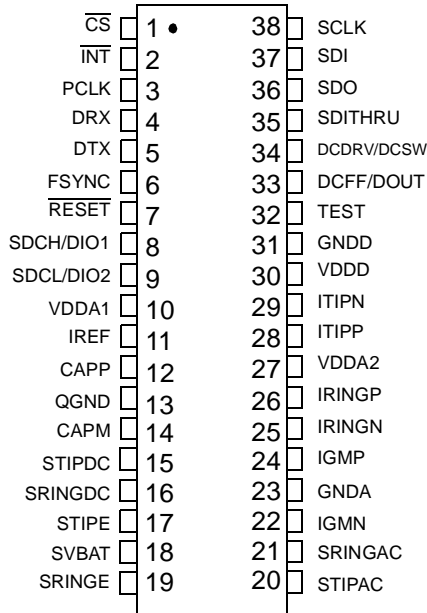 CS 1 38 SCLK
INT 2 37 SDI
PCLK 3 36 SDO
DRX 4 35 SDITHRU
DTX 5 34 DCDRV/DCSW
FSYNC 6 33 DCFF/DOUT
RESET 7 32 TEST
SDCH/DIO1 8 31 GNDD
SDCL/DIO2 9 30 VDDD
VDDA1 10 29 ITIPN
IREF 11 28 ITIPP
CAPP 12 27 VDDA2
QGND 13 26 IRINGP
CAPM 14 25 IRINGN
STIPDC 15 24 IGMP
SRINGDC 16 23 GNDA
STIPE 17 22 IGMN
SVBAT 18 21 SRINGAC
SRINGE 19 20 STIPAC